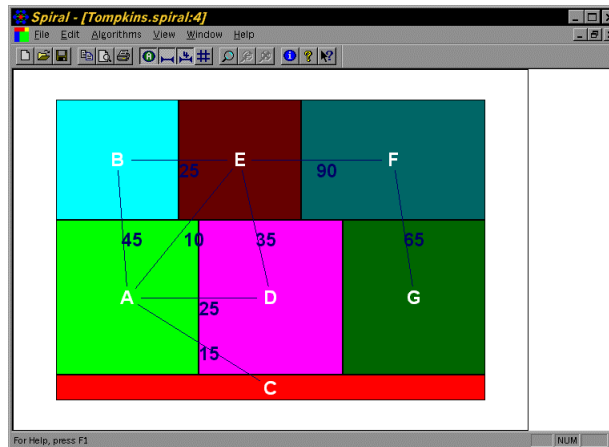 Spiral - [Tompkins.spiral:4]
File Edit Algorithms View Window Help
B 25 E 90 F
45 10 35 65
A 25 D G
15
C
For Help, press F1 NUM